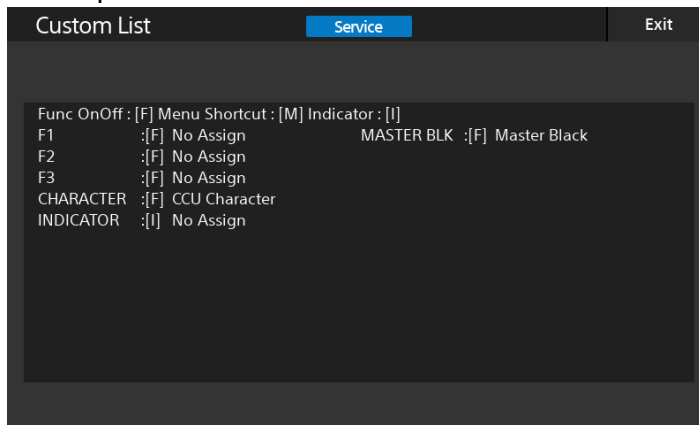 Custom List Service Exit
Func OnOff : [F] Menu Shortcut : [M] Indicator : [I]
F1 :[F] No Assign MASTER BLK :[F] Master Black
F2 :[F] No Assign
F3 :[F] No Assign
CHARACTER :[F] CCU Character
INDICATOR :[I] No Assign